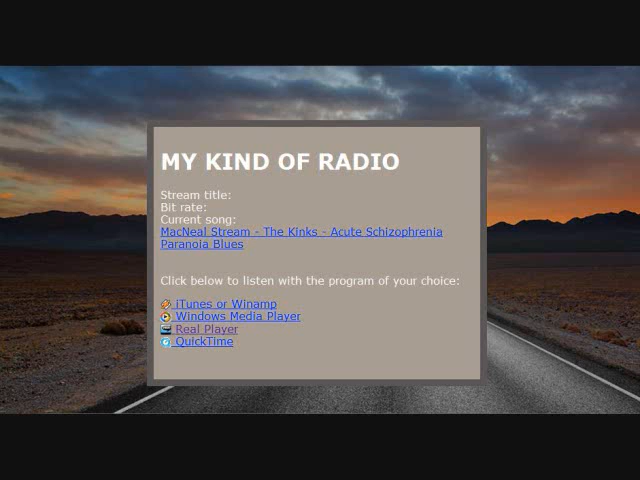 MY KIND OF RADIO
Stream title:
Bit rate:
Current song:
MacNeal Stream - The Kinks - Acute Schizophrenia
Paranoia Blues
Click below to listen with the program of your choice:
iTunes or Winamp
Windows Media Player
Real Player
QuickTime